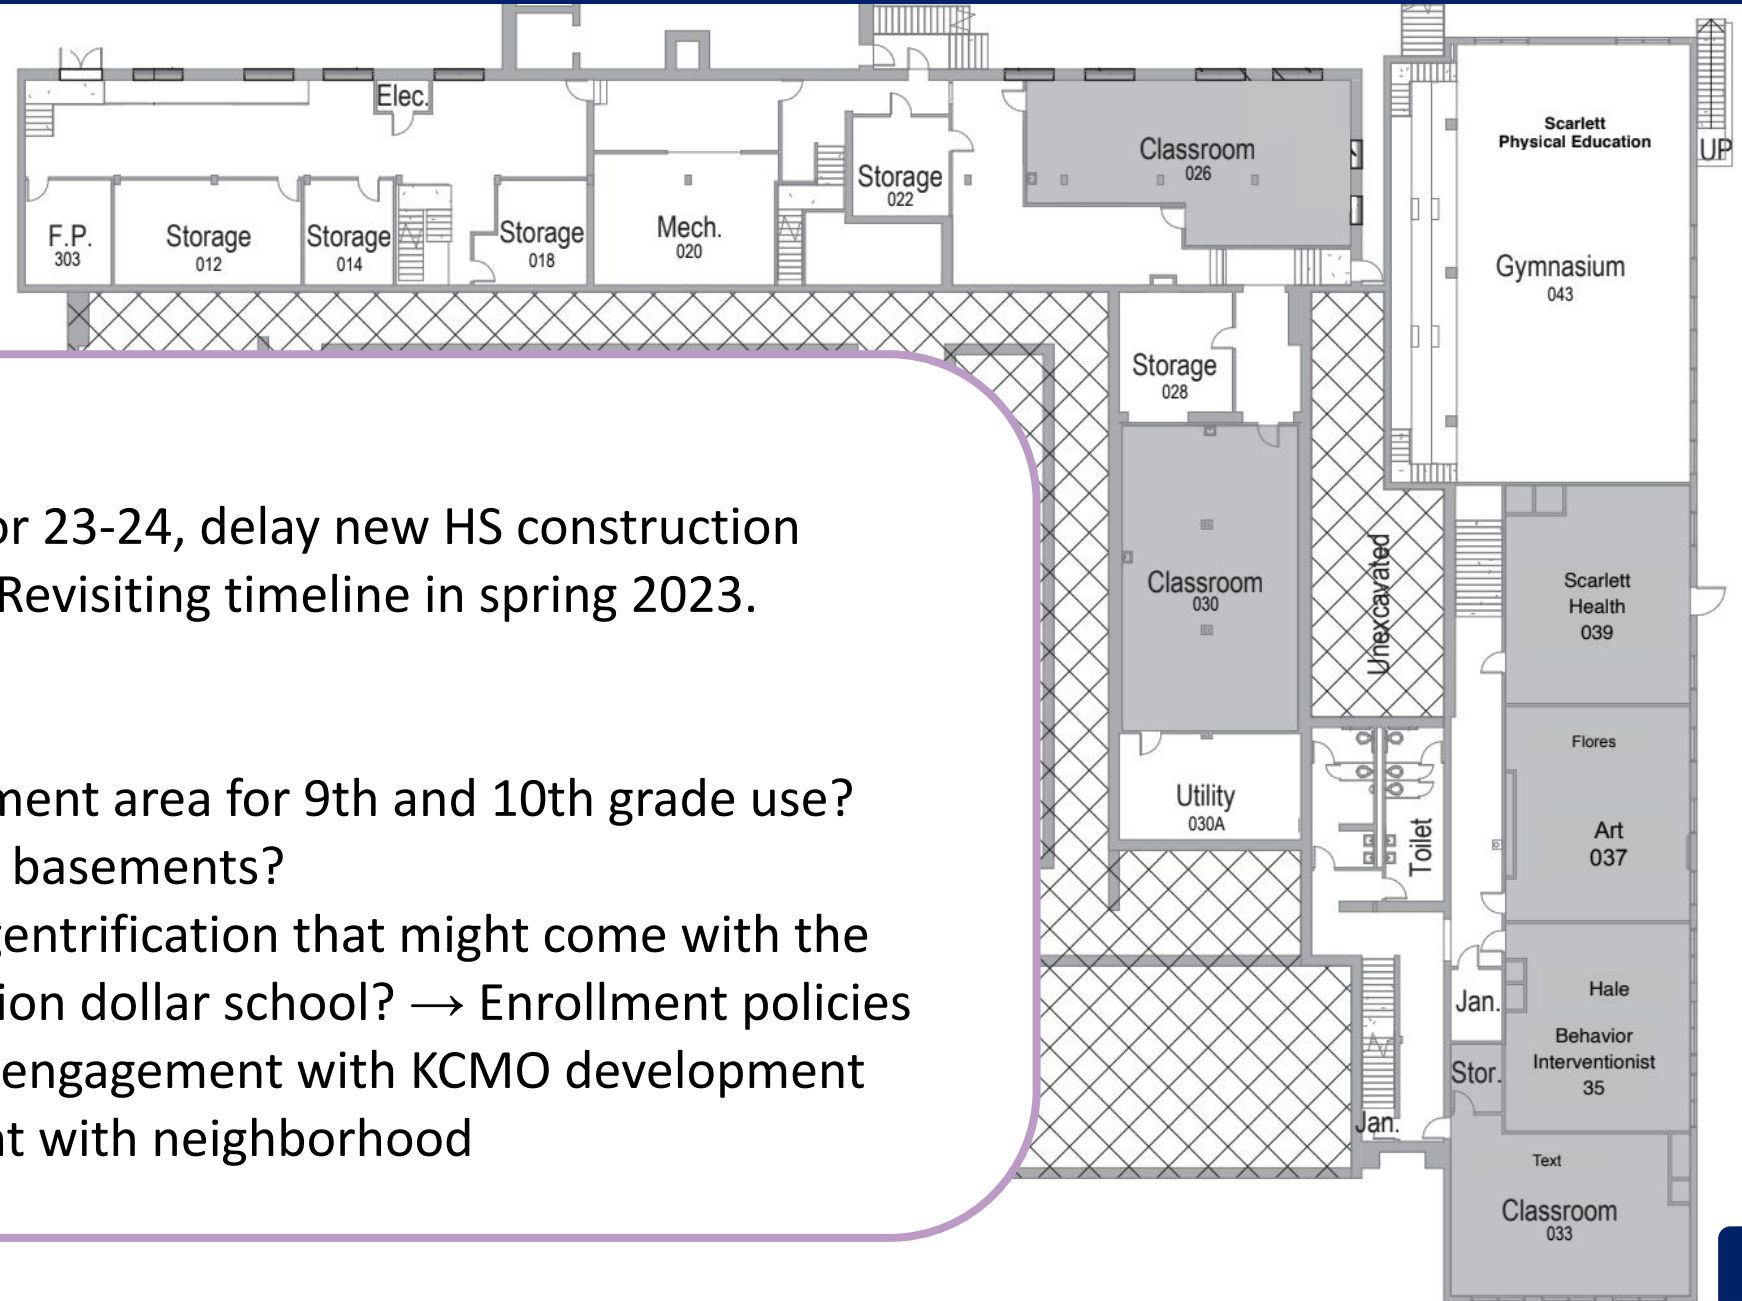 Elec.
F.P.
303
Storage
012
Storage
014
Storage
018
Mech.
020
Storage
022
Classroom
026
Scarlett
Physical Education
UP
Gymnasium
043
Storage
028
Classroom
030
Unexcavated
Utility
030A
Toilet
Scarlett
Health
039
Flores
Art
037
Jan.
Hale
Behavior
Interventionist
35
Stor.
Jan.
Text
Classroom
033
or 23-24, delay new HS construction
Revisiting timeline in spring 2023.
ment area for 9th and 10th grade use?
basements?
gentrification that might come with the
ion dollar school? → Enrollment policies
engagement with KCMO development
nt with neighborhood